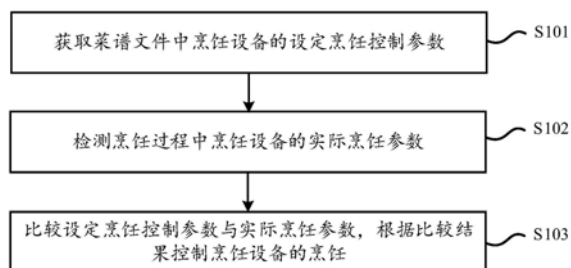 获取菜谱文件中烹饪设备的设定烹饪控制参数
S101
检测烹饪过程中烹饪设备的实际烹饪参数
S102
比较设定烹饪控制参数与实际烹饪参数，根据比较结
果控制烹饪设备的烹饪
S103